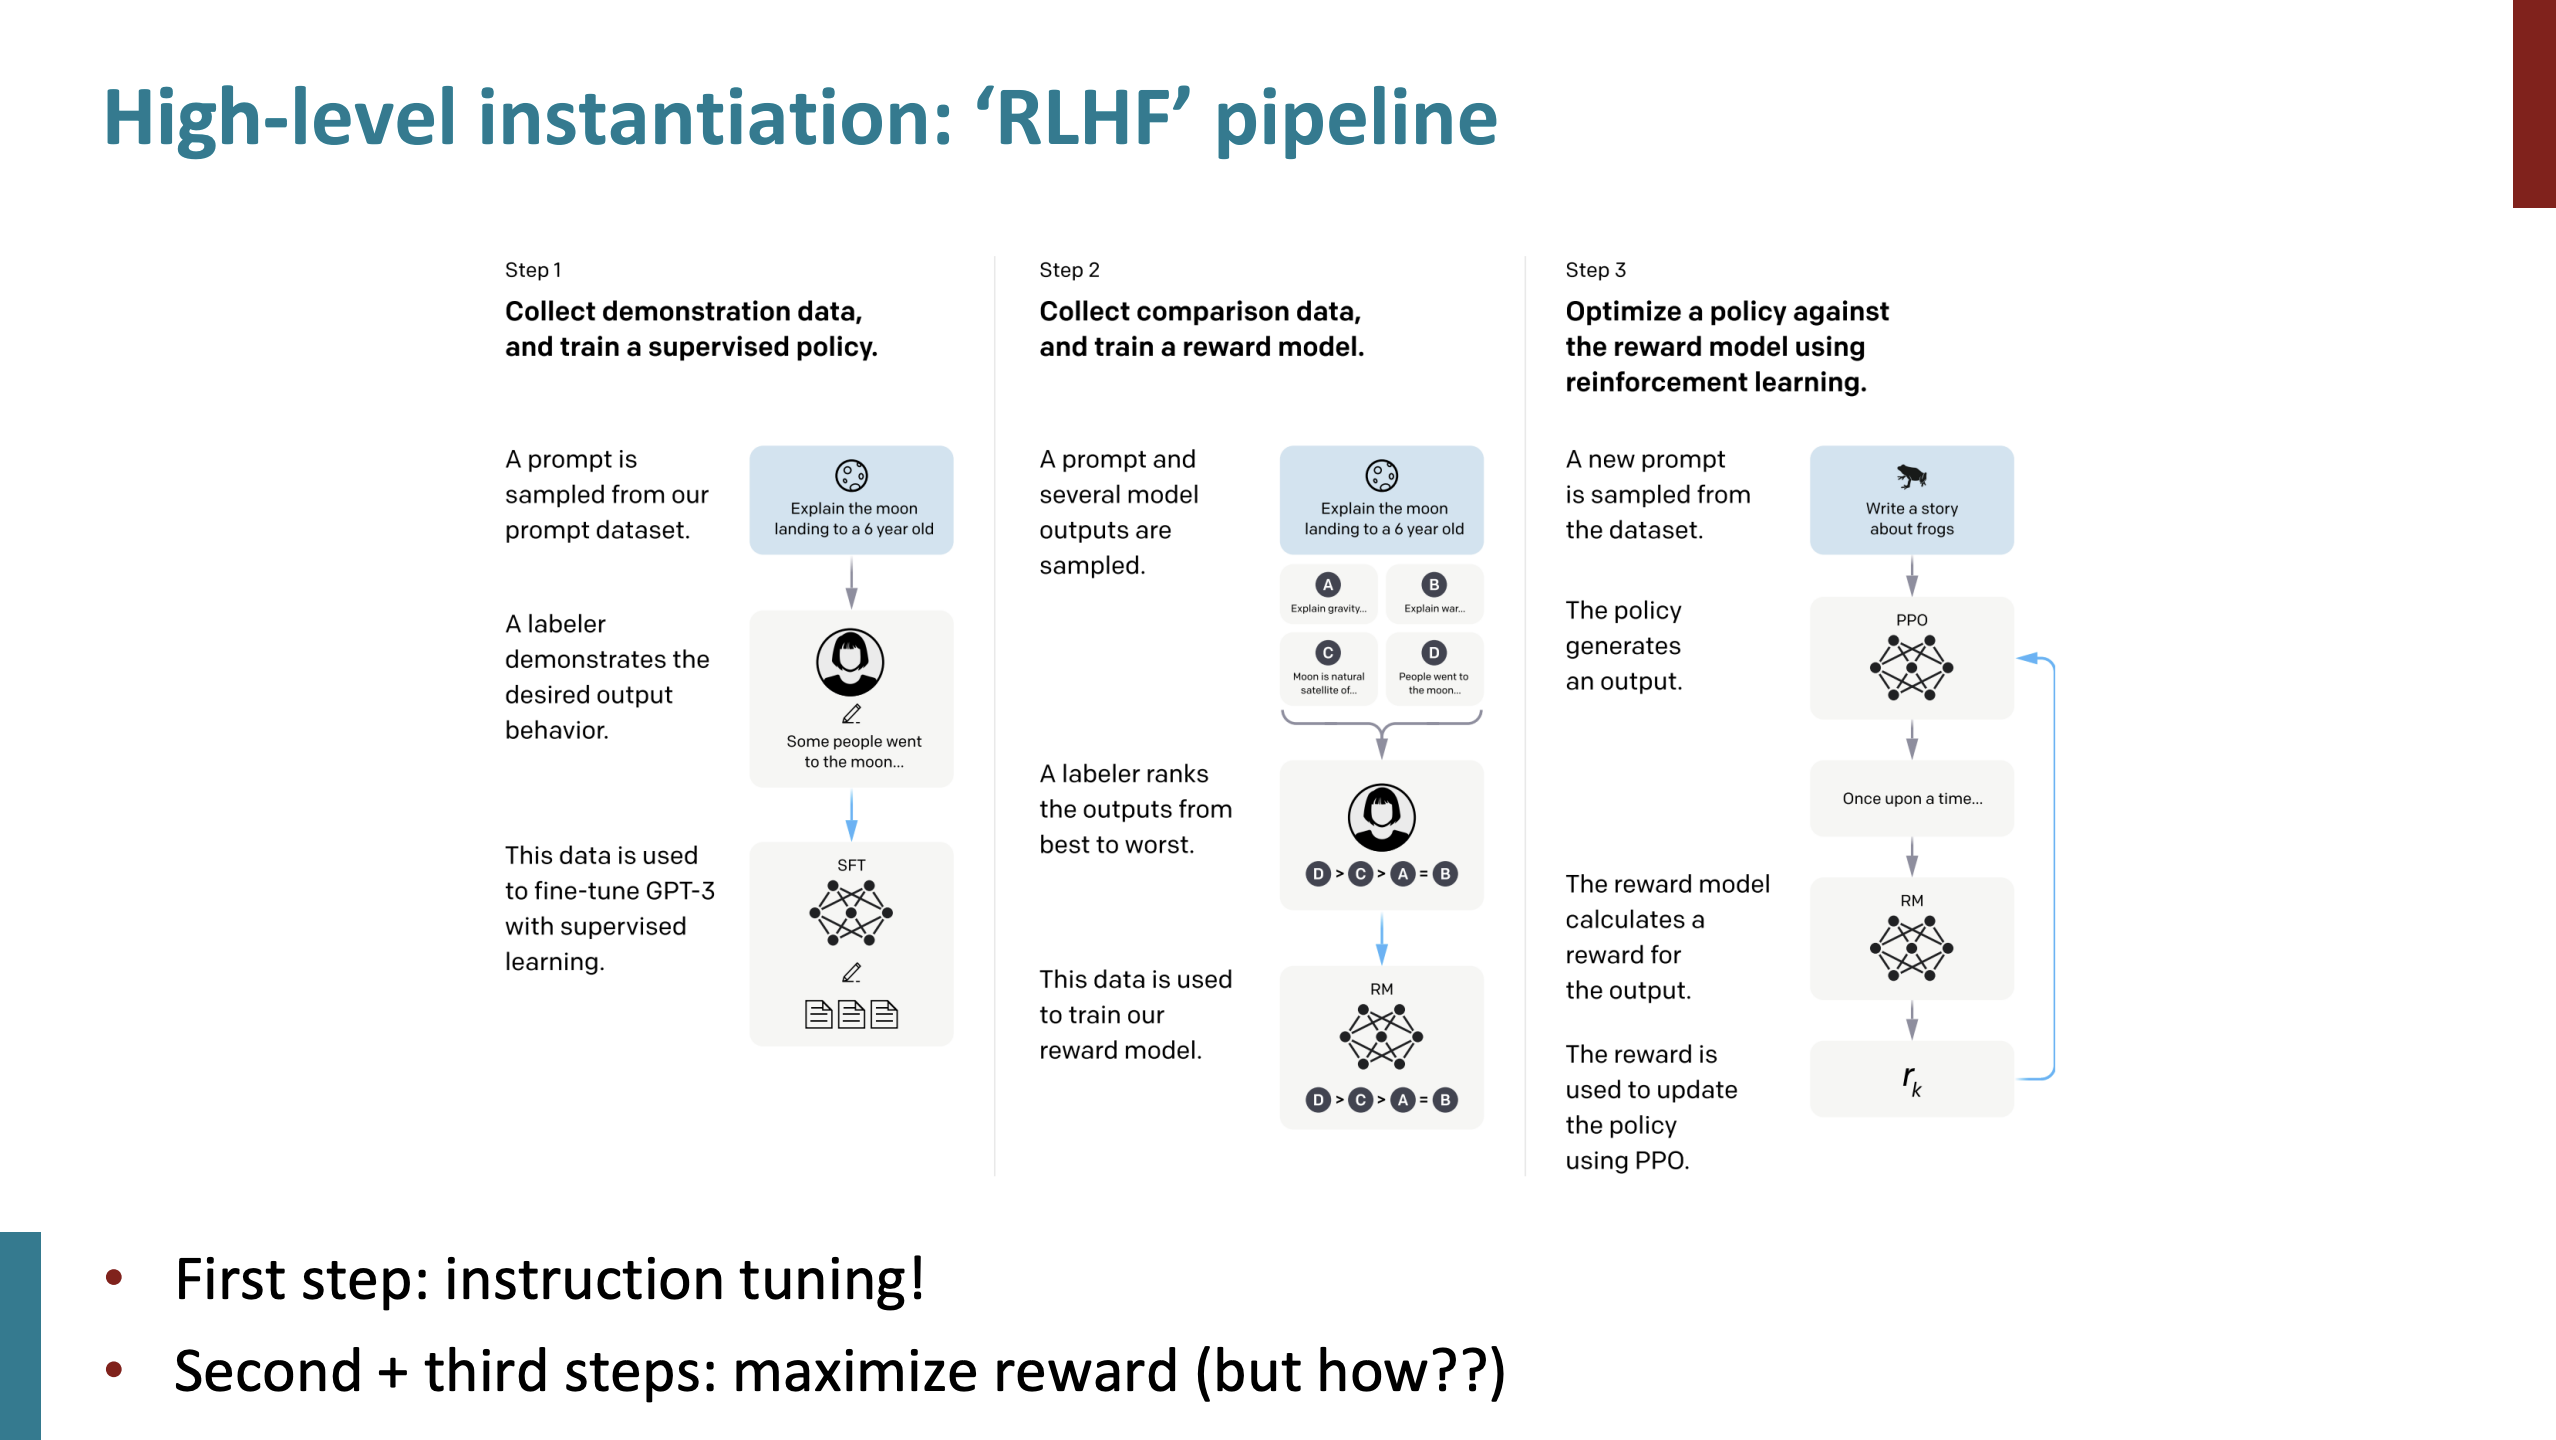 High-level instantiation: ‘RLHF’ pipeline
Step 1
Collect demonstration data,
and train a supervised policy.
A prompt is
sampled from our
prompt dataset.
Explain the moon
landing to a 6 year old
A labeler
demonstrates the
desired output
behavior.
Some people went
to the moon...
This data is used
to fine-tune GPT-3
with supervised
learning.
SFT
Step 2
Collect comparison data,
and train a reward model.
A prompt and
several model
outputs are
sampled.
Explain the moon
landing to a 6 year old
A
Explain gravity...
B
Explain war...
C
Moon is natural
satellite of...
D
People went to
the moon...
A labeler ranks
the outputs from
best to worst.
D > C > A = B
This data is used
to train our
reward model.
RM
D > C > A = B
Step 3
Optimize a policy against
the reward model using
reinforcement learning.
A new prompt
is sampled from
the dataset.
Write a story
about frogs
The policy
generates
an output.
PPO
Once upon a time...
The reward model
calculates a
reward for
the output.
RM
The reward is
used to update
the policy
using PPO.
rk
• First step: instruction tuning!
• Second + third steps: maximize reward (but how??)